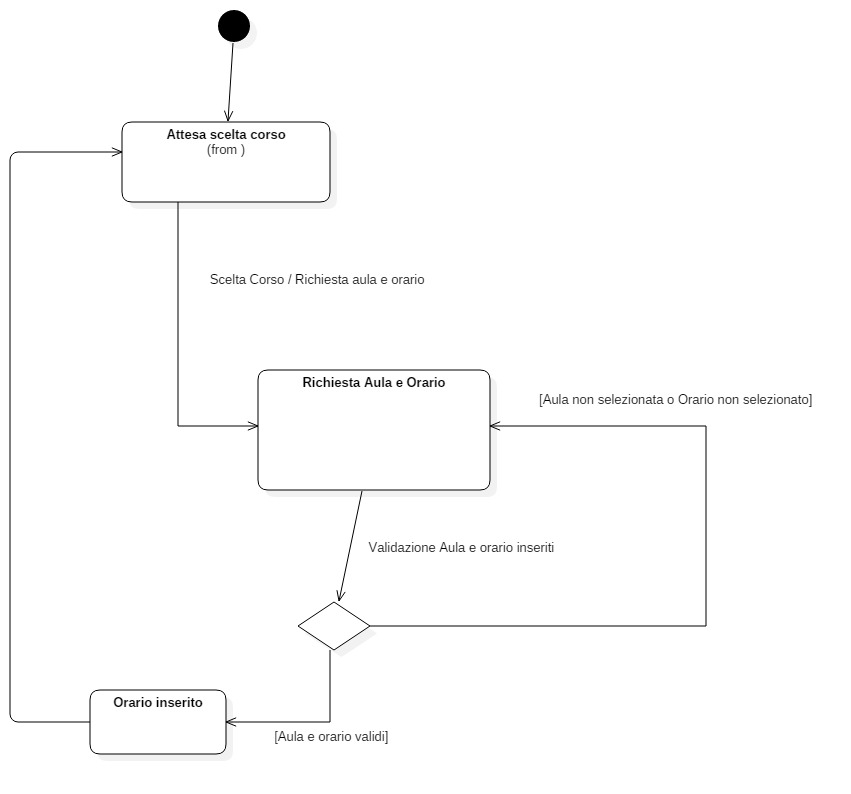 Attesa scelta corso
(from )
Scelta Corso / Richiesta aula e orario
Richiesta Aula e Orario
[Aula non selezionata o Orario non selezionato]
Validazione Aula e orario inseriti
Orario inserito
[Aula e orario validi]